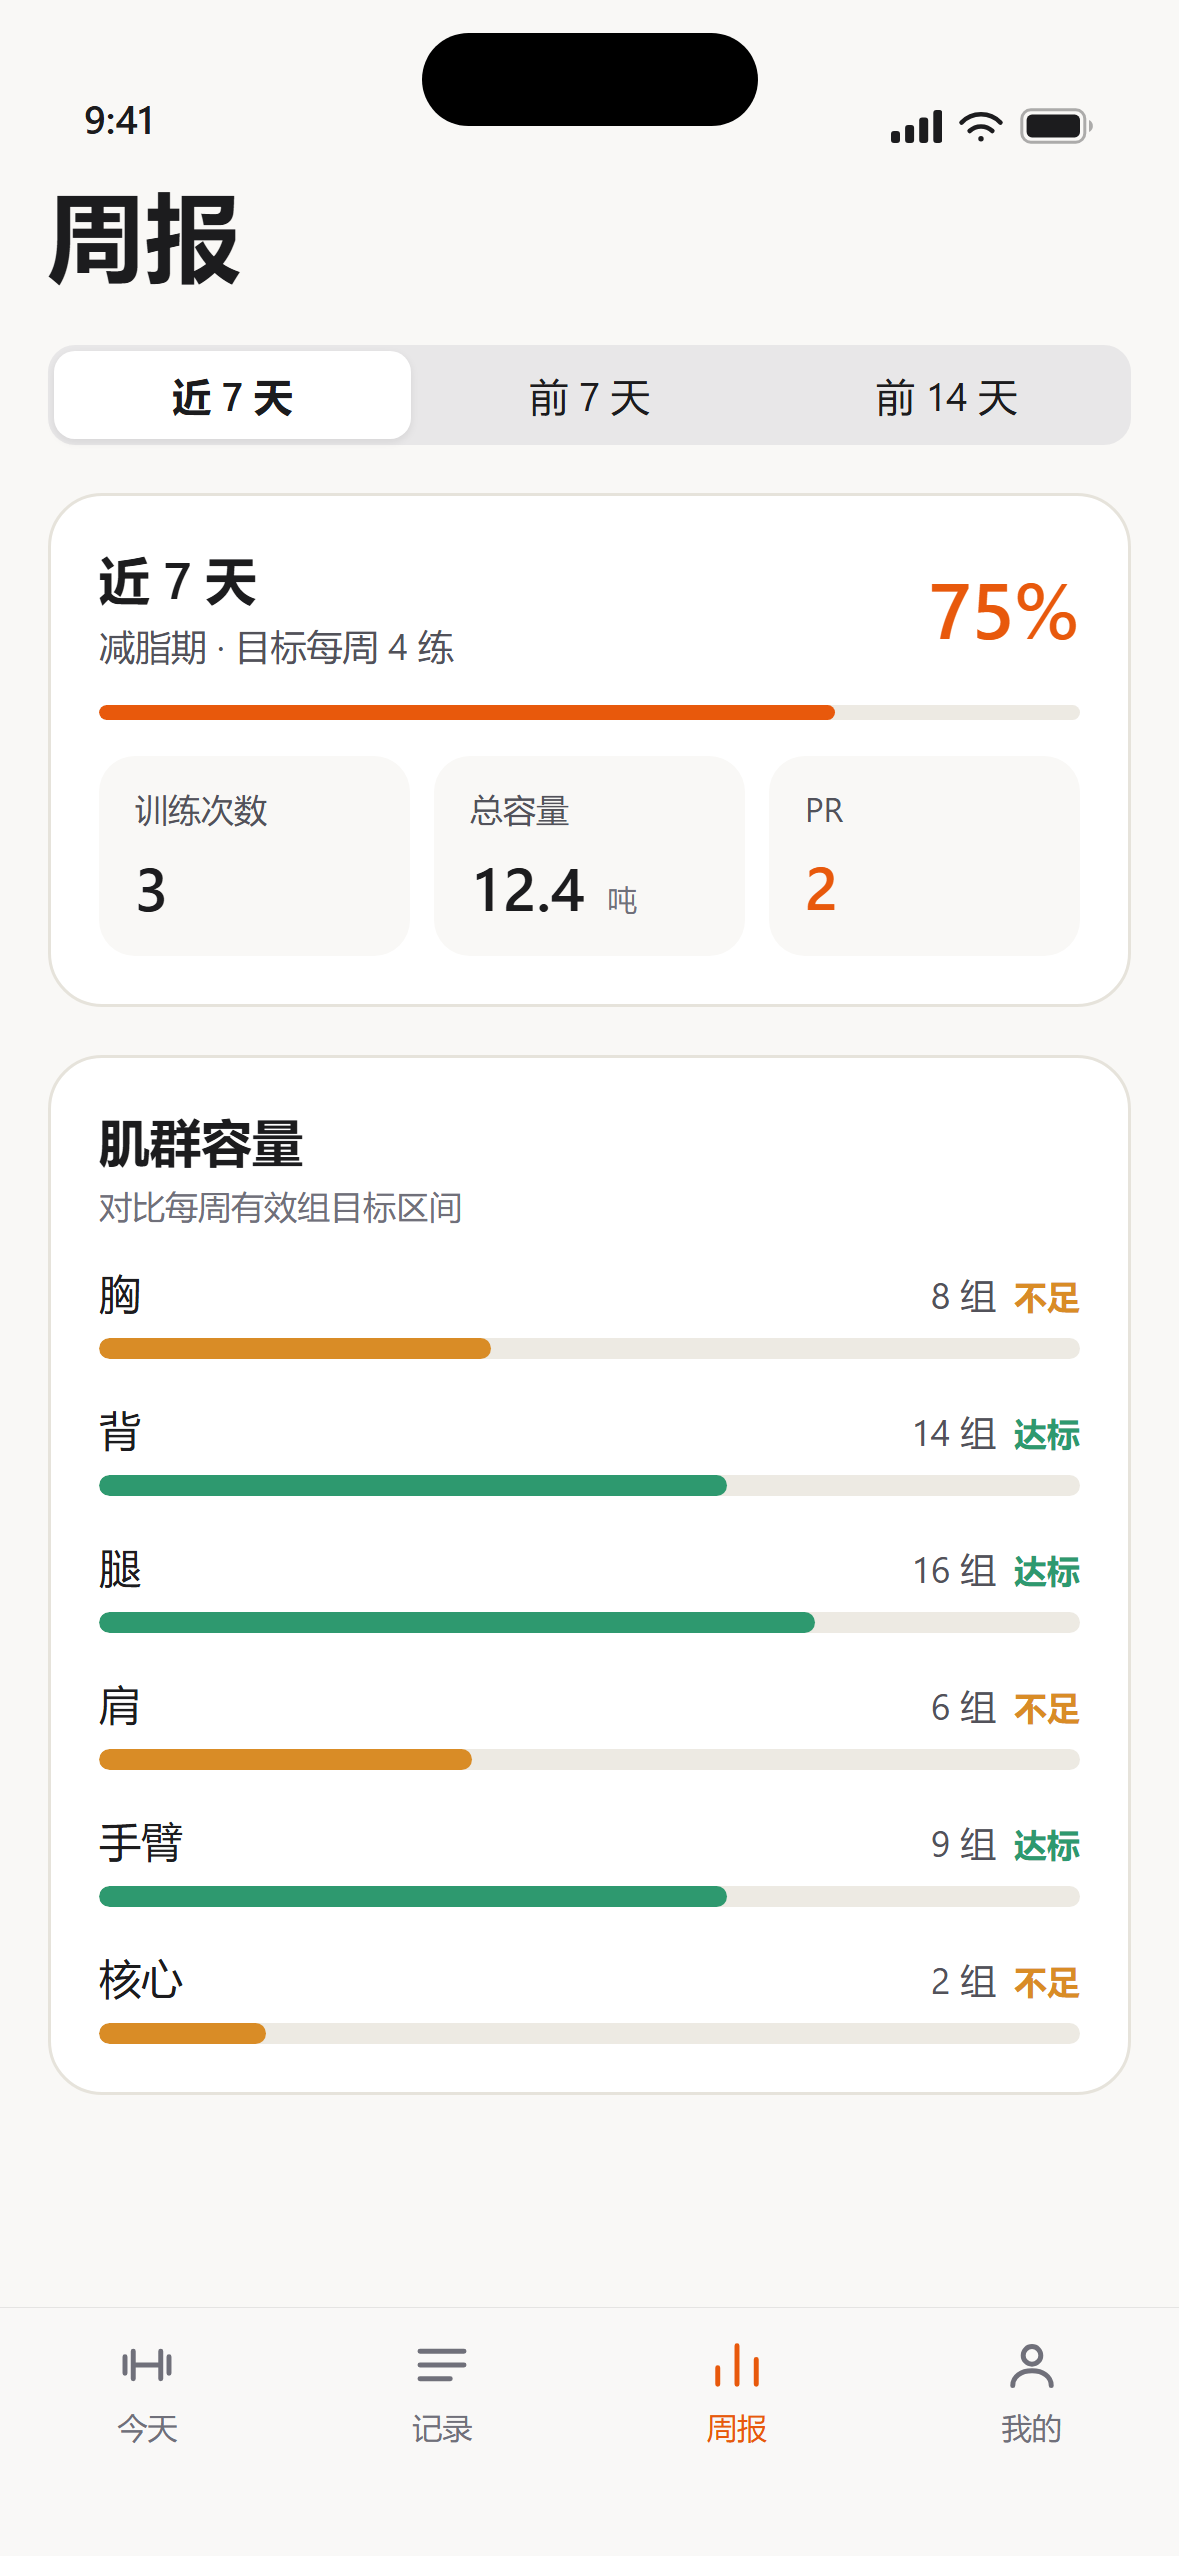 9:41
周报
近 7 天
前 7 天
前 14 天
近 7 天
75%
减脂期 · 目标每周 4 练
训练次数
总容量
PR
3
12.4 吨
2
肌群容量
对比每周有效组目标区间
胸
8 组 不足
背
14 组 达标
腿
16 组 达标
肩
6 组 不足
手臂
9 组 达标
核心
2 组 不足
今天
记录
周报
我的